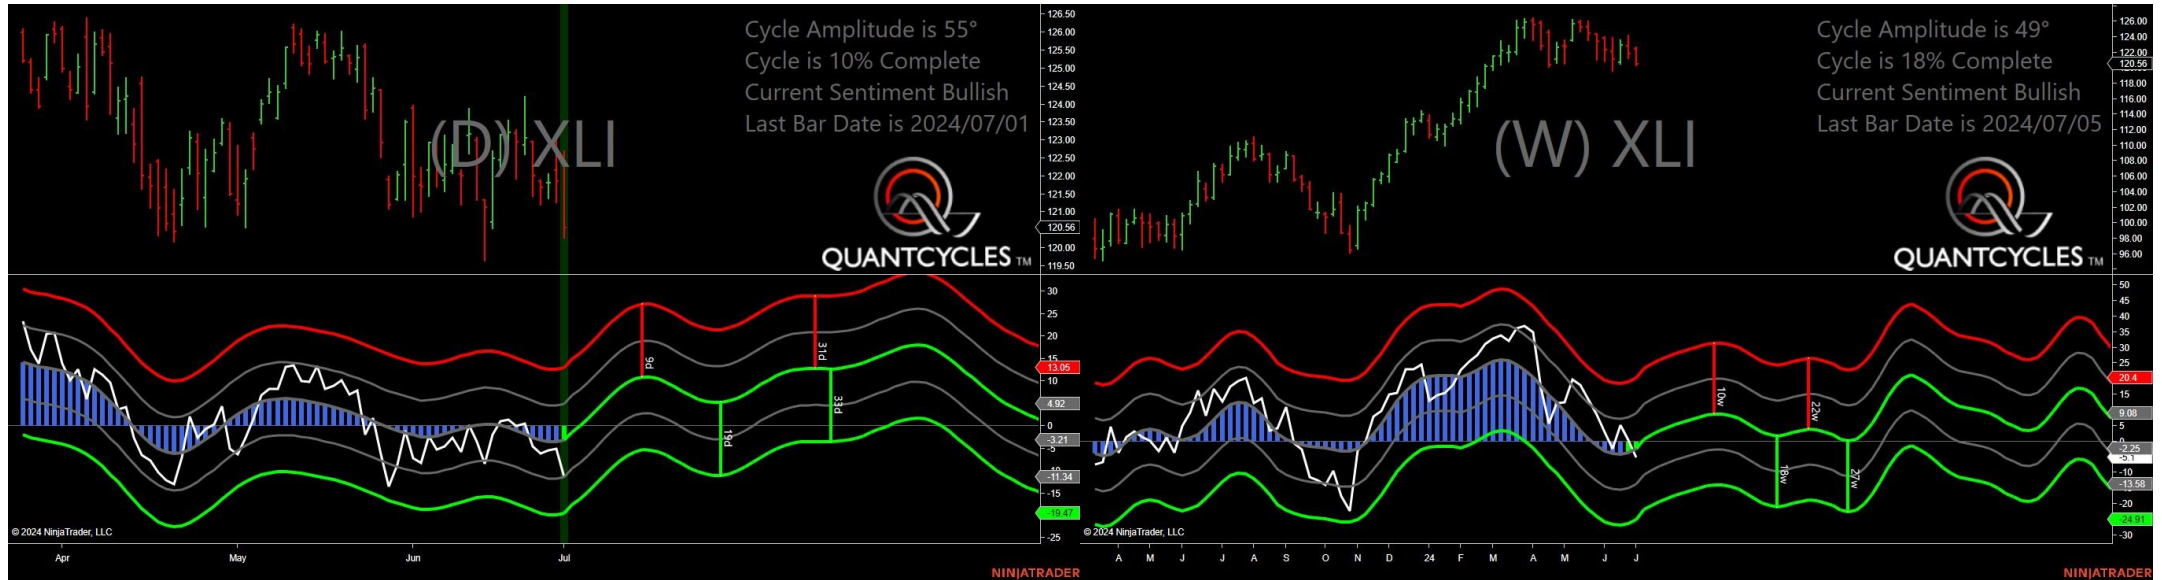 Cycle Amplitude is 55°
Cycle is 10% Complete
Current Sentiment Bullish
Last Bar Date is 2024/07/01
(D) XLI
QUANTCYCLES TM
126.50
126.00
125.50
125.00
124.50
124.00
123.50
123.00
122.50
122.00
121.50
121.00
120.56
120.00
119.50
30
25
20
15
13.05
10
4.92
0
-3.21
-5
-11.34
-15
-19.47
-25
9d
19d
31d
33d
© 2024 NinjaTrader, LLC
Apr
May
Jun
Jul
NINJATRADER
Cycle Amplitude is 49°
Cycle is 18% Complete
Current Sentiment Bullish
Last Bar Date is 2024/07/05
(W) XLI
QUANTCYCLES TM
126.00
124.00
122.00
120.56
118.00
116.00
114.00
112.00
110.00
108.00
106.00
104.00
102.00
100.00
98.00
96.00
50
45
40
35
30
25
20.4
15
9.08
5
-2.25
-5.1
-10
-13.58
-20
-24.91
-30
10w
18w
22w
27w
© 2024 NinjaTrader, LLC
A
M
J
J
A
S
O
N
D
24
F
M
A
M
J
J
NINJATRADER